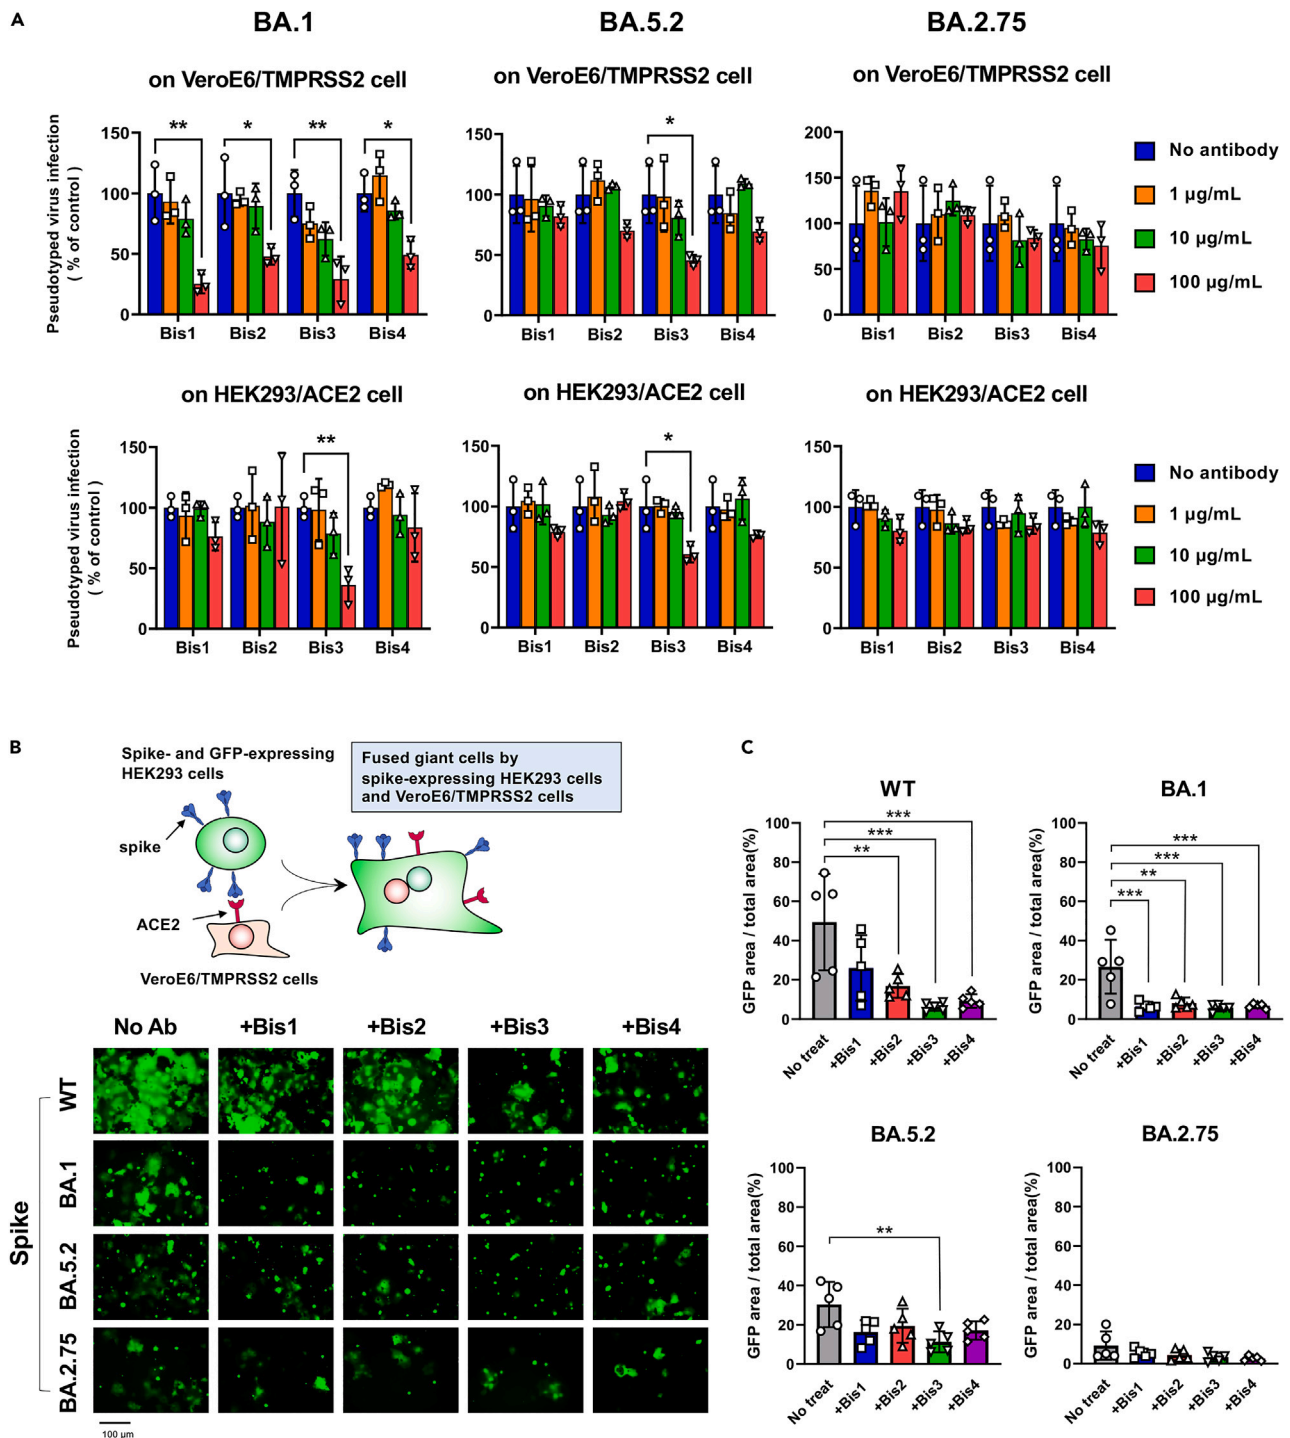 A
BA.1
BA.5.2
BA.2.75
on VeroE6/TMPRSS2 cell
on VeroE6/TMPRSS2 cell
on VeroE6/TMPRSS2 cell
Pseudotyped virus infection
( % of control )
150
100
50
0
** * ** *
Bis1 Bis2 Bis3 Bis4
150
100
50
0
*
Bis1 Bis2 Bis3 Bis4
200
150
100
50
0
Bis1 Bis2 Bis3 Bis4
No antibody
1 μg/mL
10 μg/mL
100 μg/mL
on HEK293/ACE2 cell
on HEK293/ACE2 cell
on HEK293/ACE2 cell
Pseudotyped virus infection
( % of control )
150
100
50
0
**
Bis1 Bis2 Bis3 Bis4
150
100
50
0
*
Bis1 Bis2 Bis3 Bis4
150
100
50
0
Bis1 Bis2 Bis3 Bis4
No antibody
1 μg/mL
10 μg/mL
100 μg/mL
B
Spike- and GFP-expressing
HEK293 cells
Fused giant cells by
spike-expressing HEK293 cells
and VeroE6/TMPRSS2 cells
spike
ACE2
VeroE6/TMPRSS2 cells
No Ab +Bis1 +Bis2 +Bis3 +Bis4
Spike
WT
BA.1
BA.5.2
BA.2.75
100 μm
C
WT
GFP area / total area(%)
100
80
60
40
20
0
***
***
**
No treat +Bis1 +Bis2 +Bis3 +Bis4
BA.1
GFP area / total area(%)
100
80
60
40
20
0
***
***
**
***
No treat +Bis1 +Bis2 +Bis3 +Bis4
BA.5.2
GFP area / total area(%)
100
80
60
40
20
0
**
No treat +Bis1 +Bis2 +Bis3 +Bis4
BA.2.75
GFP area / total area(%)
100
80
60
40
20
0
No treat +Bis1 +Bis2 +Bis3 +Bis4